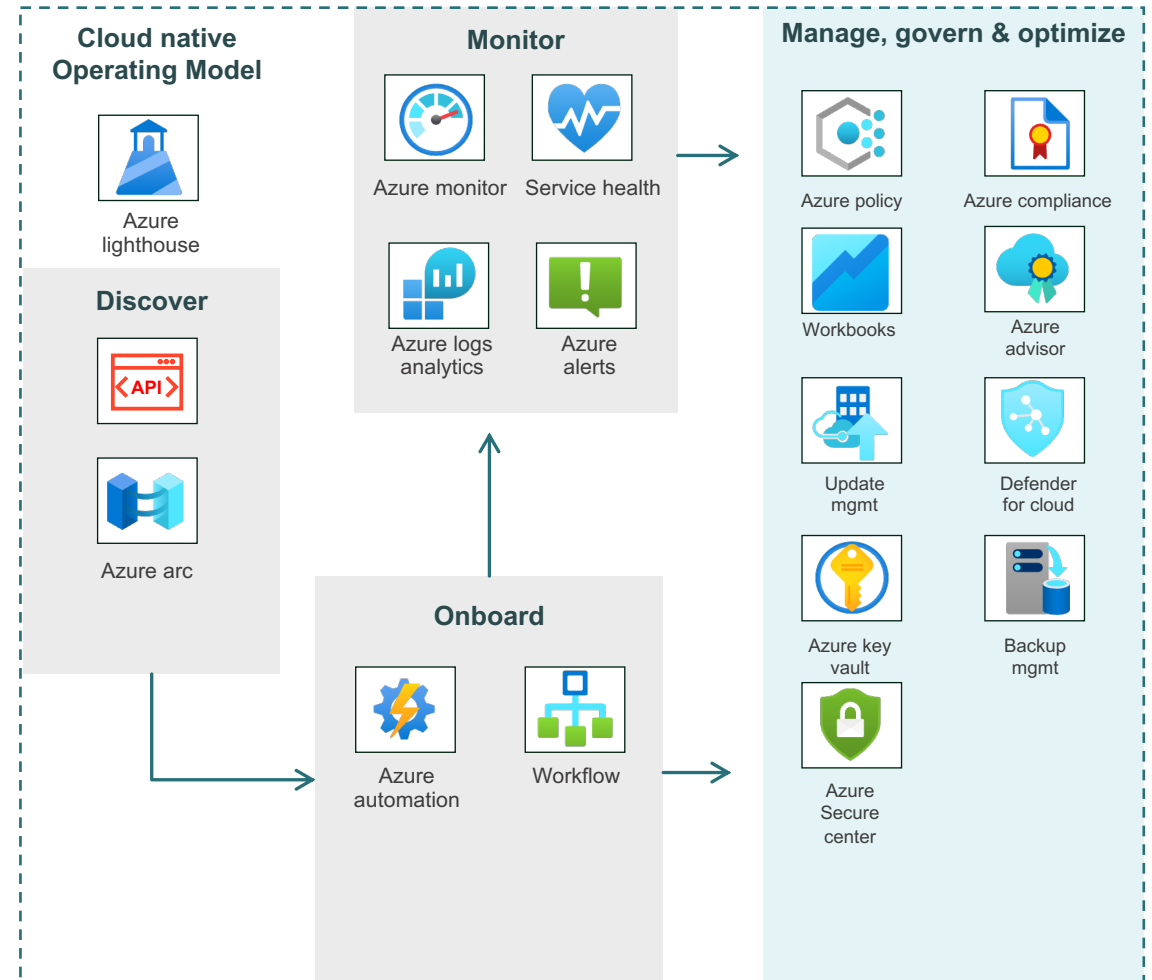 Cloud native
Operating Model
Azure
lighthouse
Discover
<API>
Azure arc
Monitor
Azure monitor
Service health
Azure logs
analytics
Azure
alerts
Onboard
Azure
automation
Workflow
Manage, govern & optimize
Azure policy
Azure compliance
Workbooks
Azure
advisor
Update
mgmt
Defender
for cloud
Azure key
vault
Backup
mgmt
Azure
Secure
center